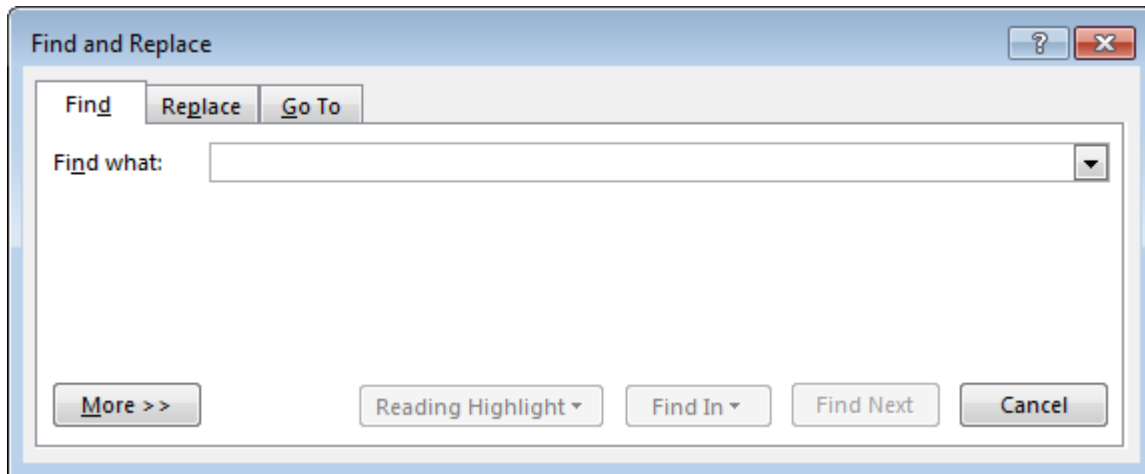 Find and Replace
Find Replace Go To
Find what:
More >> Reading Highlight Find In Find Next Cancel